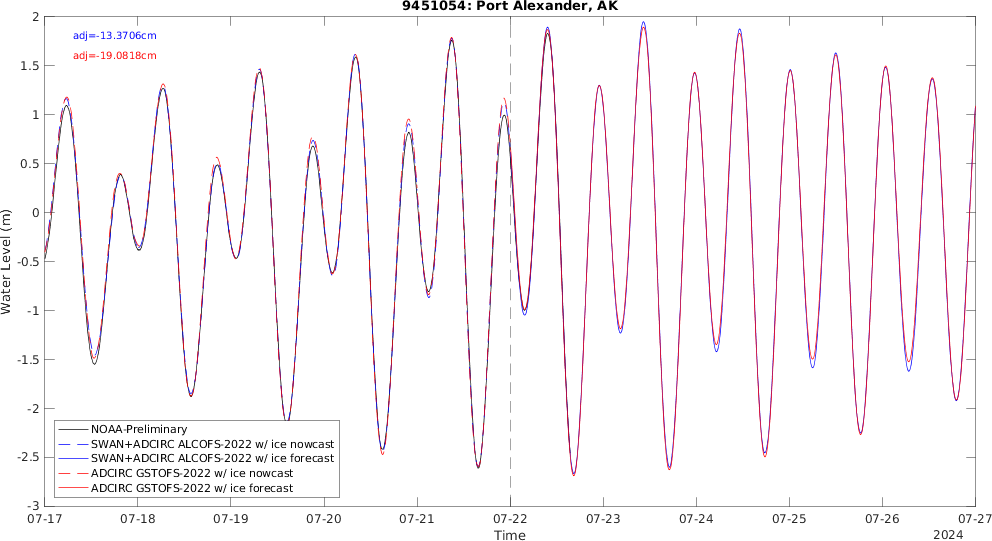 9451054: Port Alexander, AK
adj=-13.3706cm
adj=-19.0818cm
2
1.5
1
0.5
0
-0.5
-1
-1.5
-2
-2.5
-3
Water Level (m)
NOAA-Preliminary
SWAN+ADCIRC ALCOFS-2022 w/ ice nowcast
SWAN+ADCIRC ALCOFS-2022 w/ ice forecast
ADCIRC GSTOFS-2022 w/ ice nowcast
ADCIRC GSTOFS-2022 w/ ice forecast
07-17 07-18 07-19 07-20 07-21 07-22 07-23 07-24 07-25 07-26 07-27
Time
2024